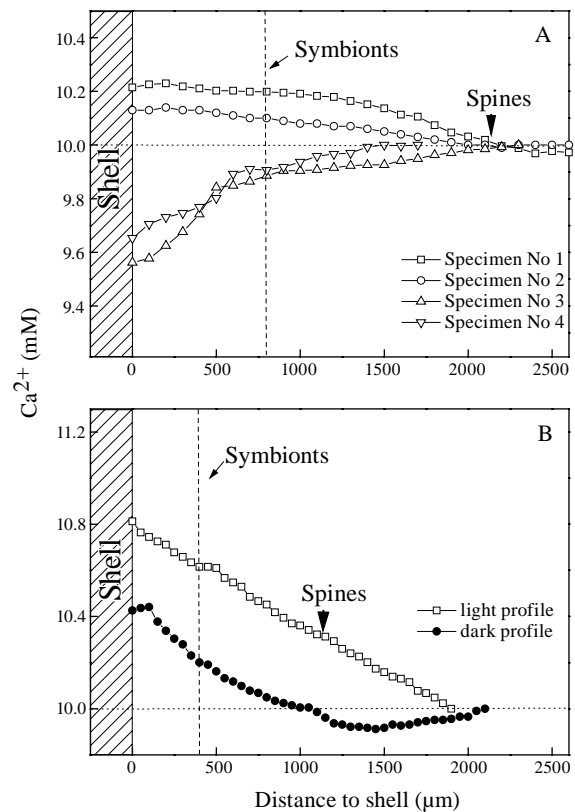 A
10.4
10.2
10.0
9.8
9.6
9.4
Shell
Symbionts
Spines
Specimen No 1
Specimen No 2
Specimen No 3
Specimen No 4
0 500 1000 1500 2000 2500
Ca2+ (mM)
B
11.2
10.8
10.4
10.0
Shell
Symbionts
Spines
light profile
dark profile
0 500 1000 1500 2000 2500
Distance to shell (µm)